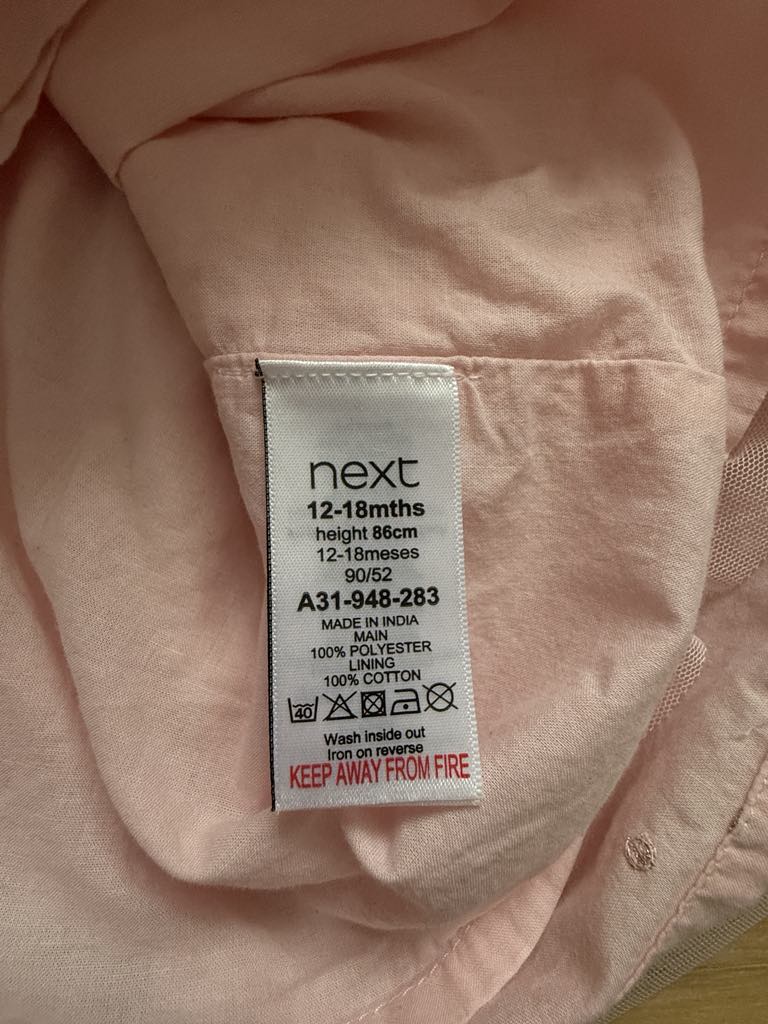 next
12-18mths
height 86cm
12-18meses
90/52
A31-948-283
MADE IN INDIA
MAIN
100% POLYESTER
LINING
100% COTTON
40
Wash inside out
Iron on reverse
KEEP AWAY FROM FIRE